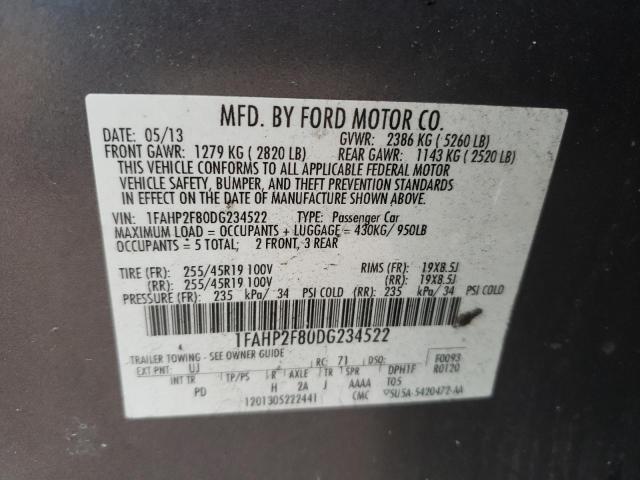 MFD. BY FORD MOTOR CO.
DATE: 05/13 GVWR: 2386 KG ( 5260 LB)
FRONT GAWR: 1279 KG ( 2820 LB) REAR GAWR: 1143 KG ( 2520 LB)
THIS VEHICLE CONFORMS TO ALL APPLICABLE FEDERAL MOTOR
VEHICLE SAFETY, BUMPER, AND THEFT PREVENTION STANDARDS
IN EFFECT ON THE DATE OF MANUFACTURE SHOWN ABOVE.
VIN: 1FAHP2F80DG234522 TYPE: Passenger Car
MAXIMUM LOAD = OCCUPANTS + LUGGAGE = 430KG/ 950LB
OCCUPANTS = 5 TOTAL; 2 FRONT, 3 REAR
TIRE (FR): 255/45R19 100V RIMS (FR): 19X8.5J
(RR): 255/45R19 100V (RR): 19X8.5J
PRESSURE (FR): 235 kPa/ 34 PSI COLD (RR): 235 kPa/ 34 PSI COLD
1FAHP2F80DG234522
TRAILER TOWING - SEE OWNER GUIDE
EXT PNT: UJ RC: 71 DSO: F0093
INT TR TP/PS R AXLE TR SPR DPH1F R0120
PD H 2A J AAAA T05
1201305222441 CMC 5U5A-5420472-AA